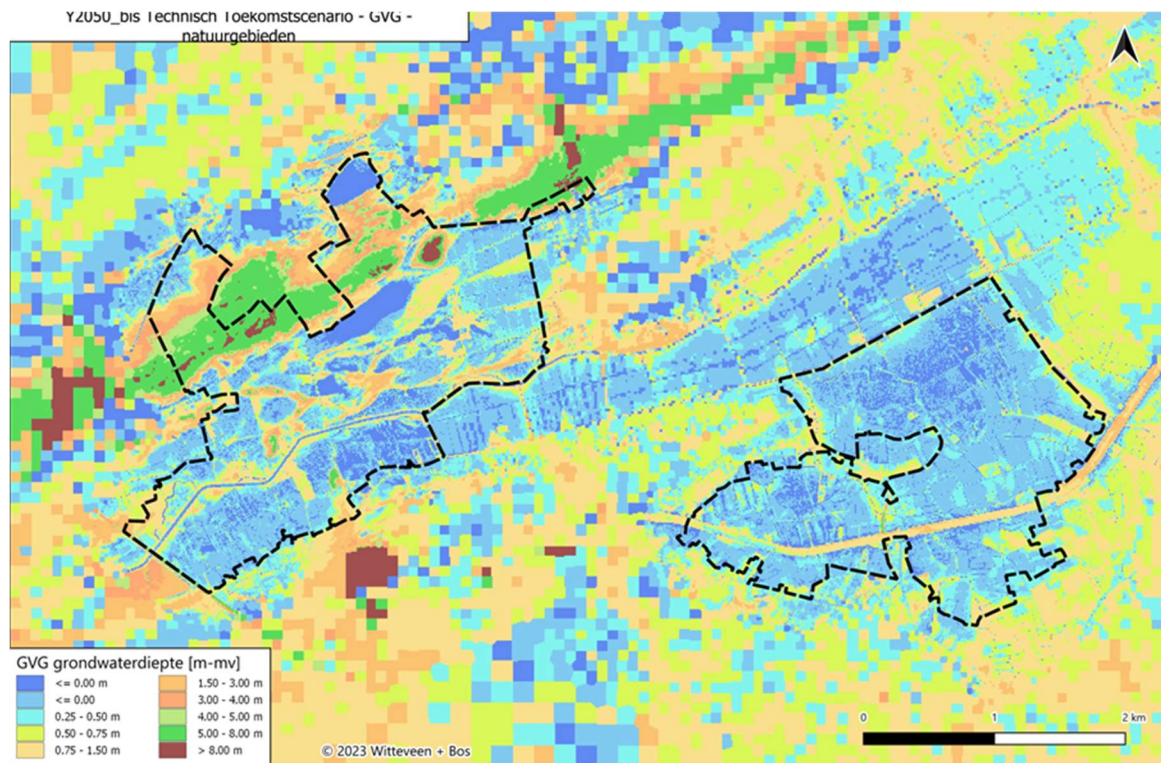 Y2050_bis Technisch Toekomstscenario - GVG -
natuurgebieden
GVG grondwaterdiepte [m-mv]
<= 0.00 m
<= 0.00
0.25 - 0.50 m
0.50 - 0.75 m
0.75 - 1.50 m
1.50 - 3.00 m
3.00 - 4.00 m
4.00 - 5.00 m
5.00 - 8.00 m
> 8.00 m
© 2023 Witteveen + Bos
0 1 2 km